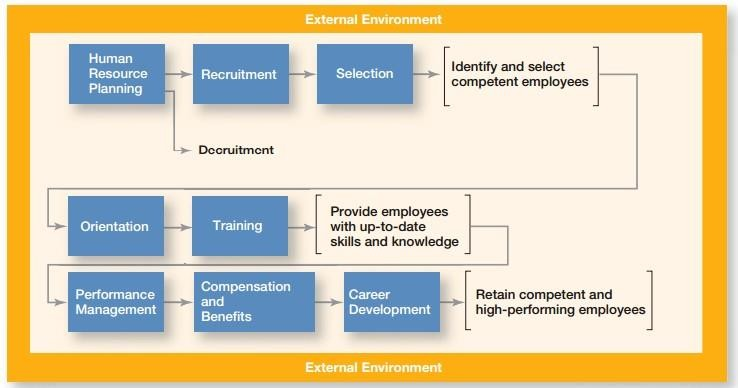 External Environment
Human
Resource
Planning
Recruitment
Selection
Identify and select
competent employees
Decruitment
Orientation
Training
Provide employees
with up-to-date
skills and knowledge
Performance
Management
Compensation
and
Benefits
Career
Development
Retain competent and
high-performing employees
External Environment